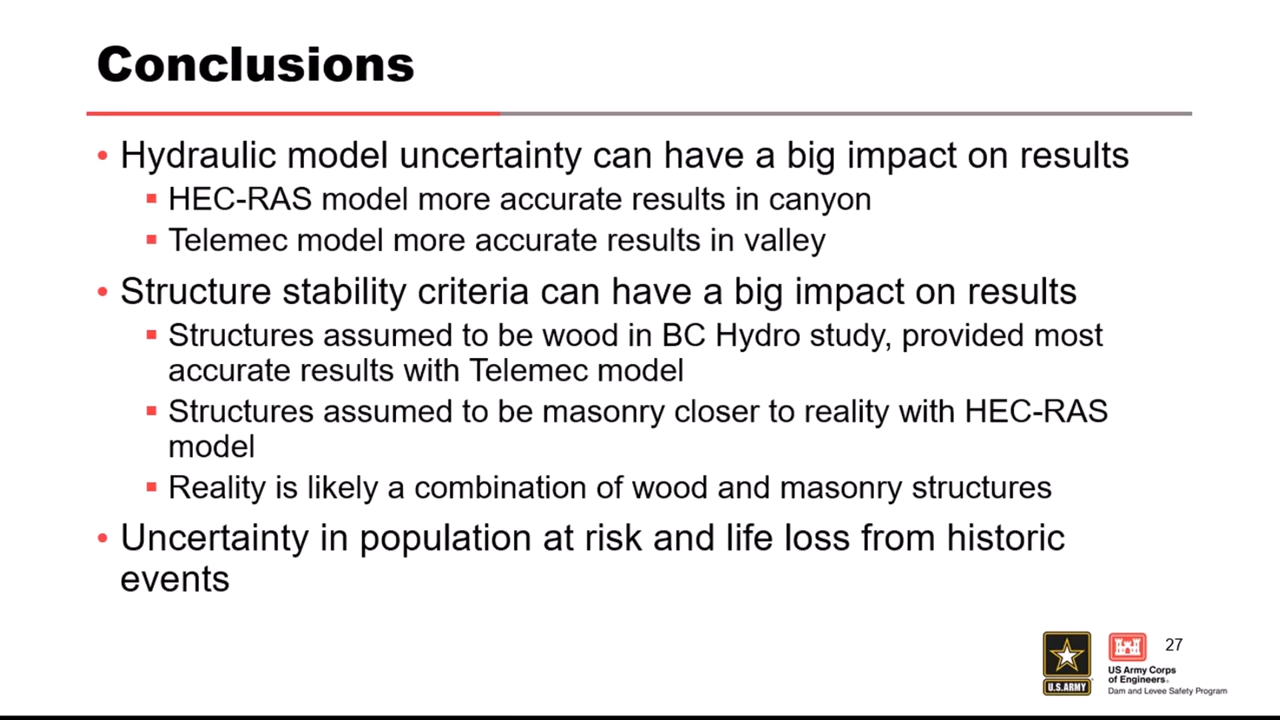 Conclusions
• Hydraulic model uncertainty can have a big impact on results
▪ HEC-RAS model more accurate results in canyon
▪ Telemec model more accurate results in valley
• Structure stability criteria can have a big impact on results
▪ Structures assumed to be wood in BC Hydro study, provided most
accurate results with Telemec model
▪ Structures assumed to be masonry closer to reality with HEC-RAS
model
▪ Reality is likely a combination of wood and masonry structures
• Uncertainty in population at risk and life loss from historic
events
27
U.S.ARMY
US Army Corps
of Engineers®
Dam and Levee Safety Program